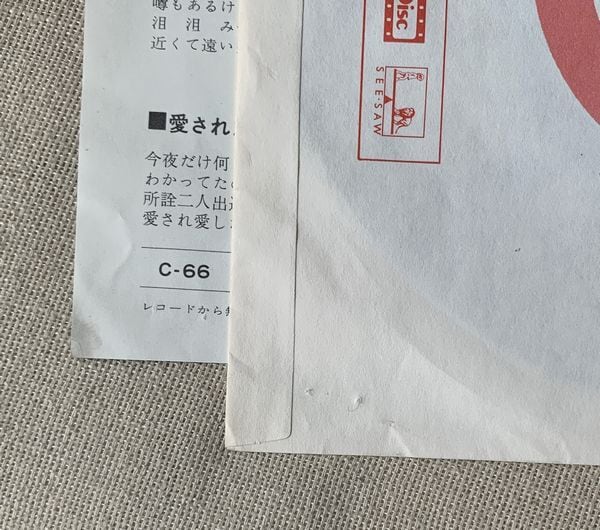 噂もあるけ
泪 泪 み
近くて遠い
■愛され
今夜だけ何
わかってた
所詮二人出
愛され愛し
C-66
レコードから
Disc
SEE·SAW